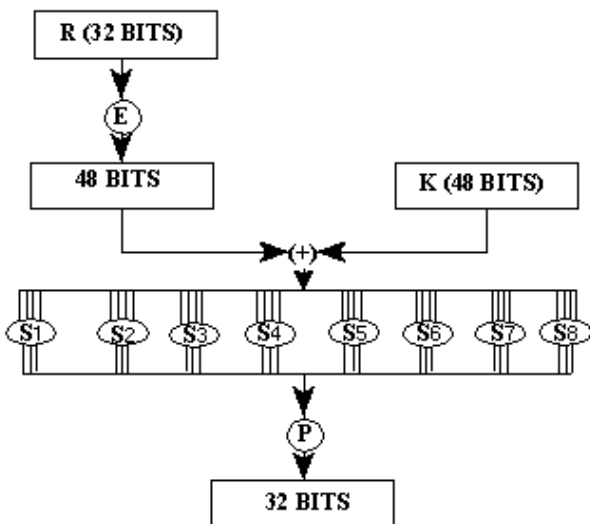 R (32 BITS)
E
48 BITS
K (48 BITS)
(+)
S1 S2 S3 S4 S5 S6 S7 S8
P
32 BITS